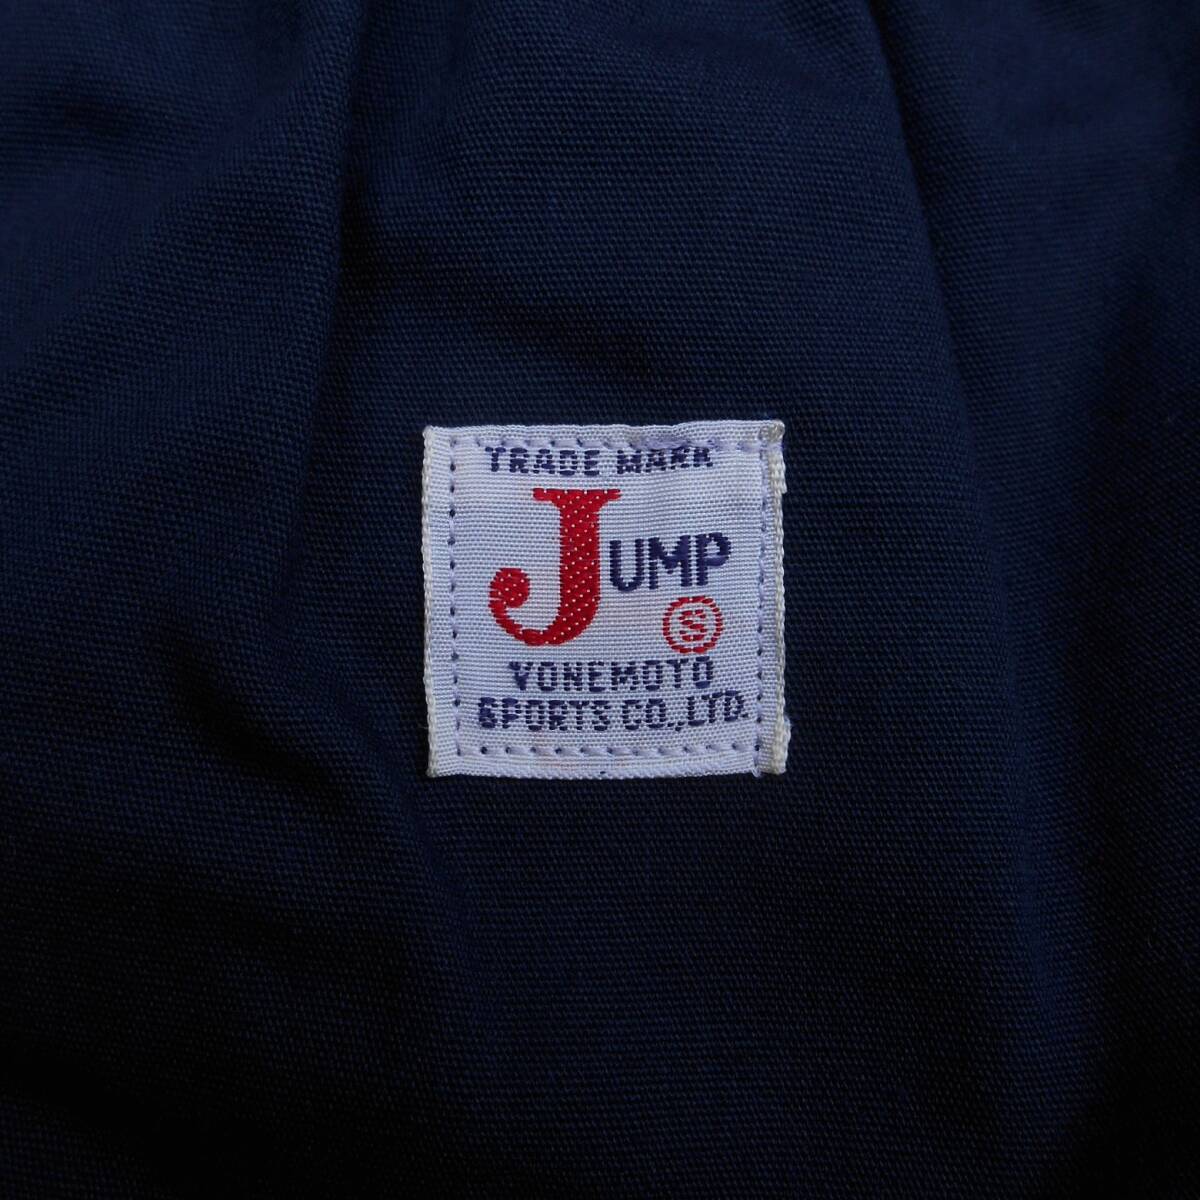 TRADE MARK
JUMP
S
YONEMOTO
SPORTS CO.,LTD.